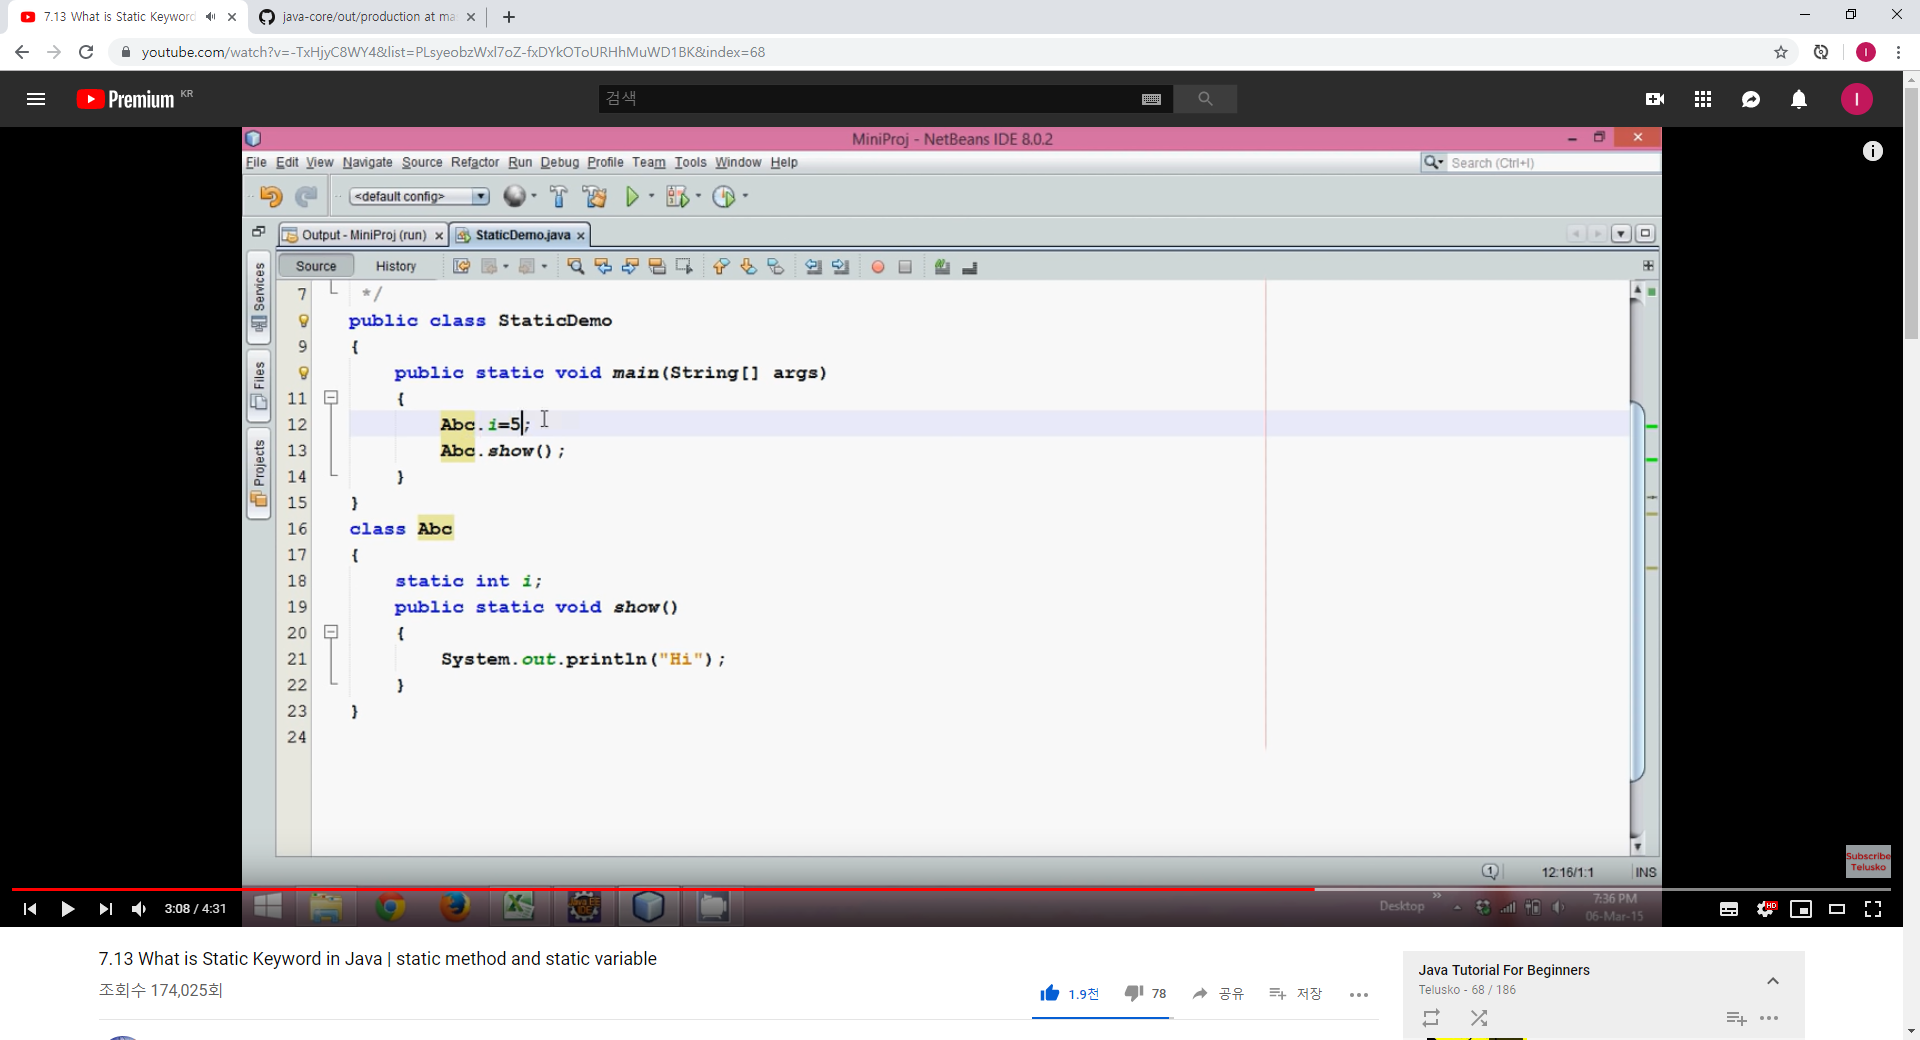 7.13 What is Static Keyword
java-core/out/production at ma
youtube.com/watch?v=-TxHjyC8WY4&list=PLsyeobzWxl7oZ-fxDYkOToURHhMuWD1BK&index=68
Premium KR
검색
MiniProj - NetBeans IDE 8.0.2
File Edit View Navigate Source Refactor Run Debug Profile Team Tools Window Help
Search (Ctrl+I)
<default config>
Output - MiniProj (run)
StaticDemo.java
Source
History
Services
Files
Projects
7 */
public class StaticDemo
9 {
public static void main(String[] args)
11 {
12 Abc.i=5;
13 Abc.show();
14 }
15 }
16 class Abc
17 {
18 static int i;
19 public static void show()
20 {
21 System.out.println("Hi");
22 }
23 }
24
12:16/1:1 INS
Subscribe
Telusko
3:08 / 4:31
Desktop
7:36 PM
06-Mar-15
HD
7.13 What is Static Keyword in Java | static method and static variable
조회수 174,025회
1.9천
78
공유
저장
Java Tutorial For Beginners
Telusko - 68 / 186